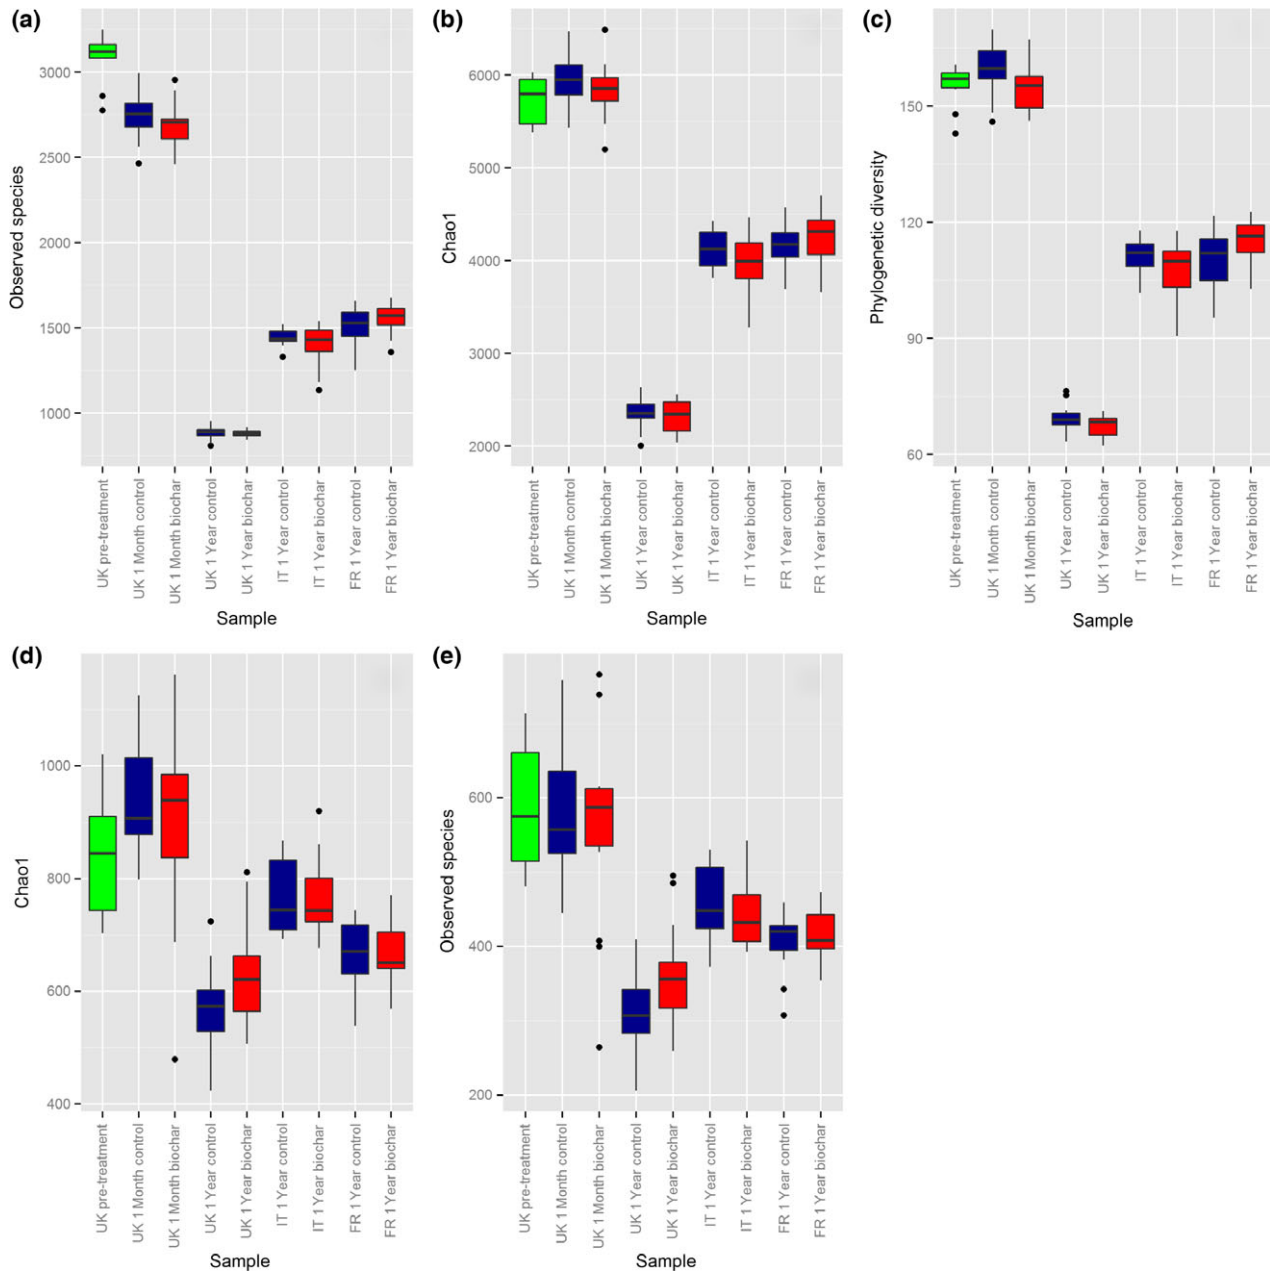 (a)
3000
2500
2000
1500
1000
Observed species
UK pre-treatment
UK 1 Month control
UK 1 Month biochar
UK 1 Year control
UK 1 Year biochar
IT 1 Year control
IT 1 Year biochar
FR 1 Year control
FR 1 Year biochar
Sample
(b)
6000
5000
4000
3000
2000
Chao1
UK pre-treatment
UK 1 Month control
UK 1 Month biochar
UK 1 Year control
UK 1 Year biochar
IT 1 Year control
IT 1 Year biochar
FR 1 Year control
FR 1 Year biochar
Sample
(c)
150
120
90
60
Phylogenetic diversity
UK pre-treatment
UK 1 Month control
UK 1 Month biochar
UK 1 Year control
UK 1 Year biochar
IT 1 Year control
IT 1 Year biochar
FR 1 Year control
FR 1 Year biochar
Sample
(d)
1000
800
600
400
Chao1
UK pre-treatment
UK 1 Month control
UK 1 Month biochar
UK 1 Year control
UK 1 Year biochar
IT 1 Year control
IT 1 Year biochar
FR 1 Year control
FR 1 Year biochar
Sample
(e)
600
400
200
Observed species
UK pre-treatment
UK 1 Month control
UK 1 Month biochar
UK 1 Year control
UK 1 Year biochar
IT 1 Year control
IT 1 Year biochar
FR 1 Year control
FR 1 Year biochar
Sample